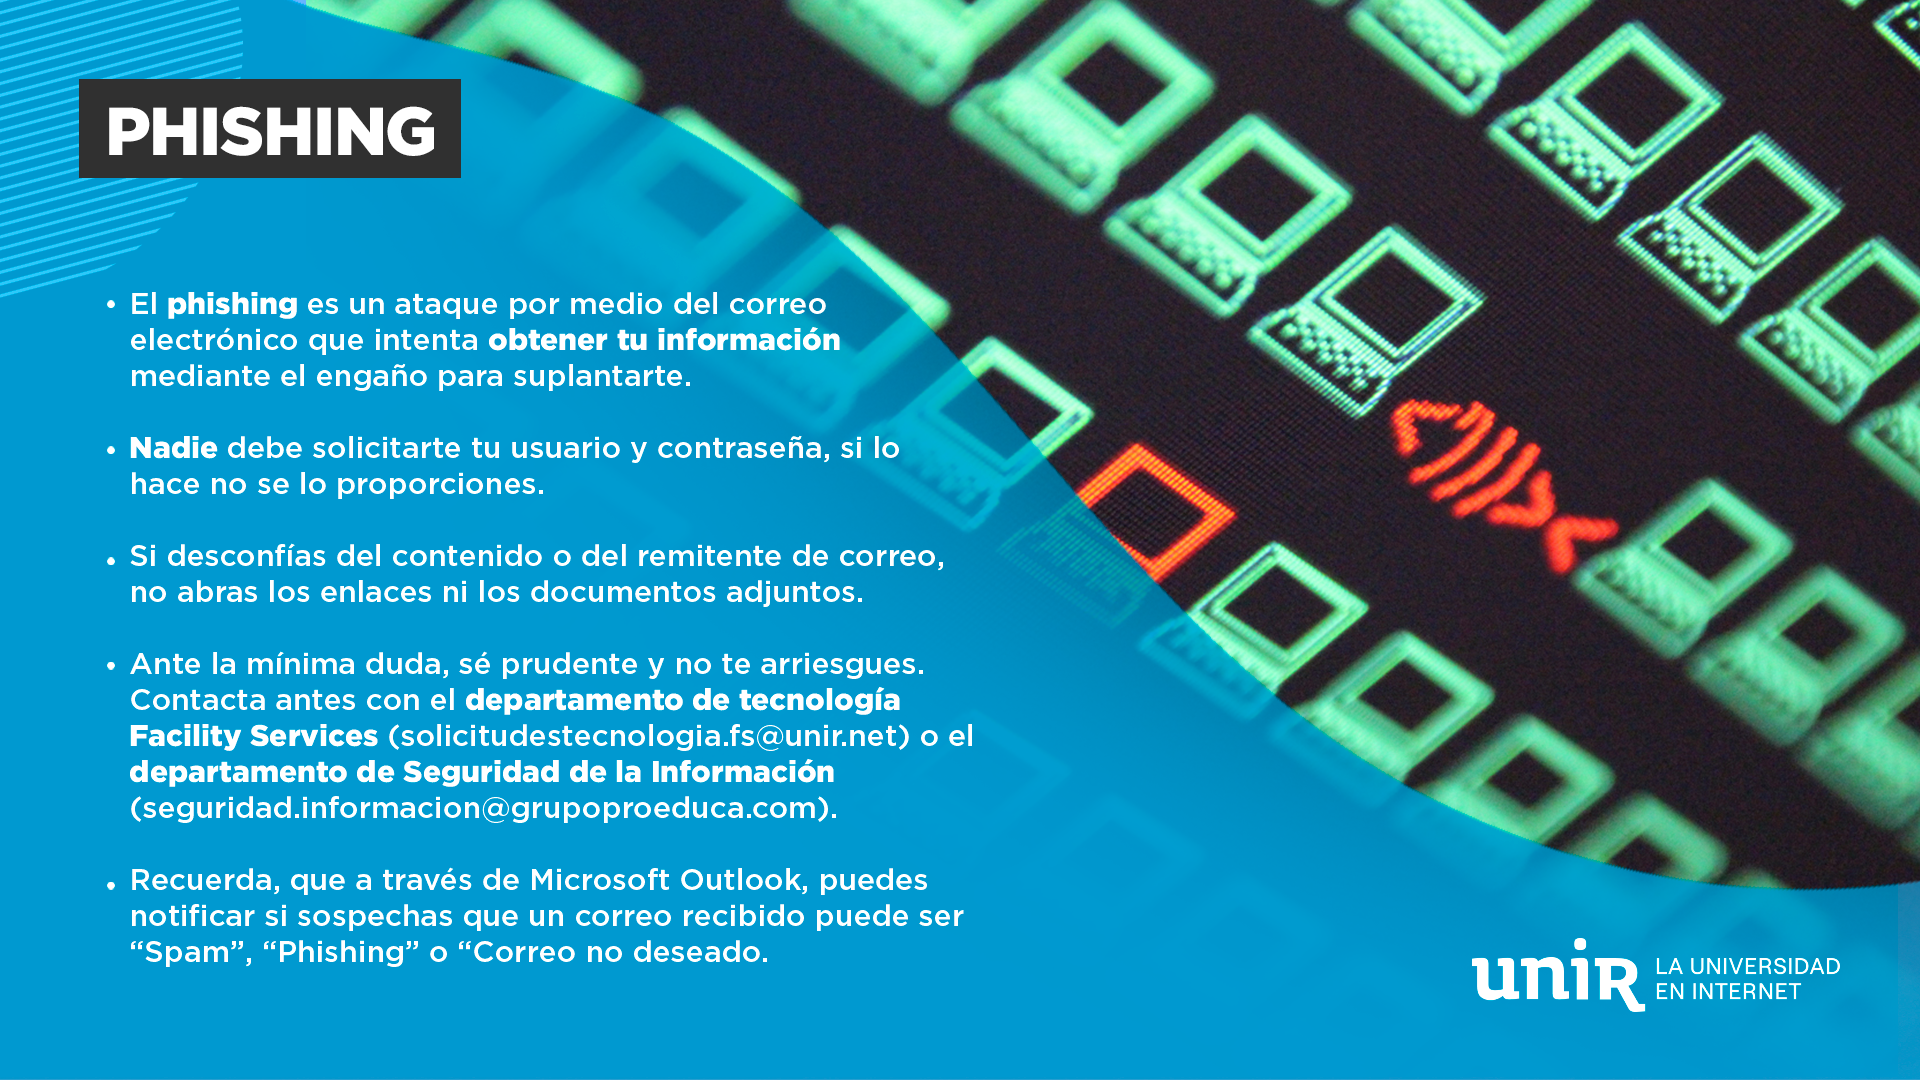 PHISHING
• El phishing es un ataque por medio del correo
electrónico que intenta obtener tu información
mediante el engaño para suplantarte.
• Nadie debe solicitarte tu usuario y contraseña, si lo
hace no se lo proporciones.
• Si desconfías del contenido o del remitente de correo,
no abras los enlaces ni los documentos adjuntos.
• Ante la mínima duda, sé prudente y no te arriesgues.
Contacta antes con el departamento de tecnología
Facility Services (solicitudestecnologia.fs@unir.net) o el
departamento de Seguridad de la Información
(seguridad.informacion@grupoproeduca.com).
• Recuerda, que a través de Microsoft Outlook, puedes
notificar si sospechas que un correo recibido puede ser
“Spam”, “Phishing” o “Correo no deseado.
unir LA UNIVERSIDAD
EN INTERNET